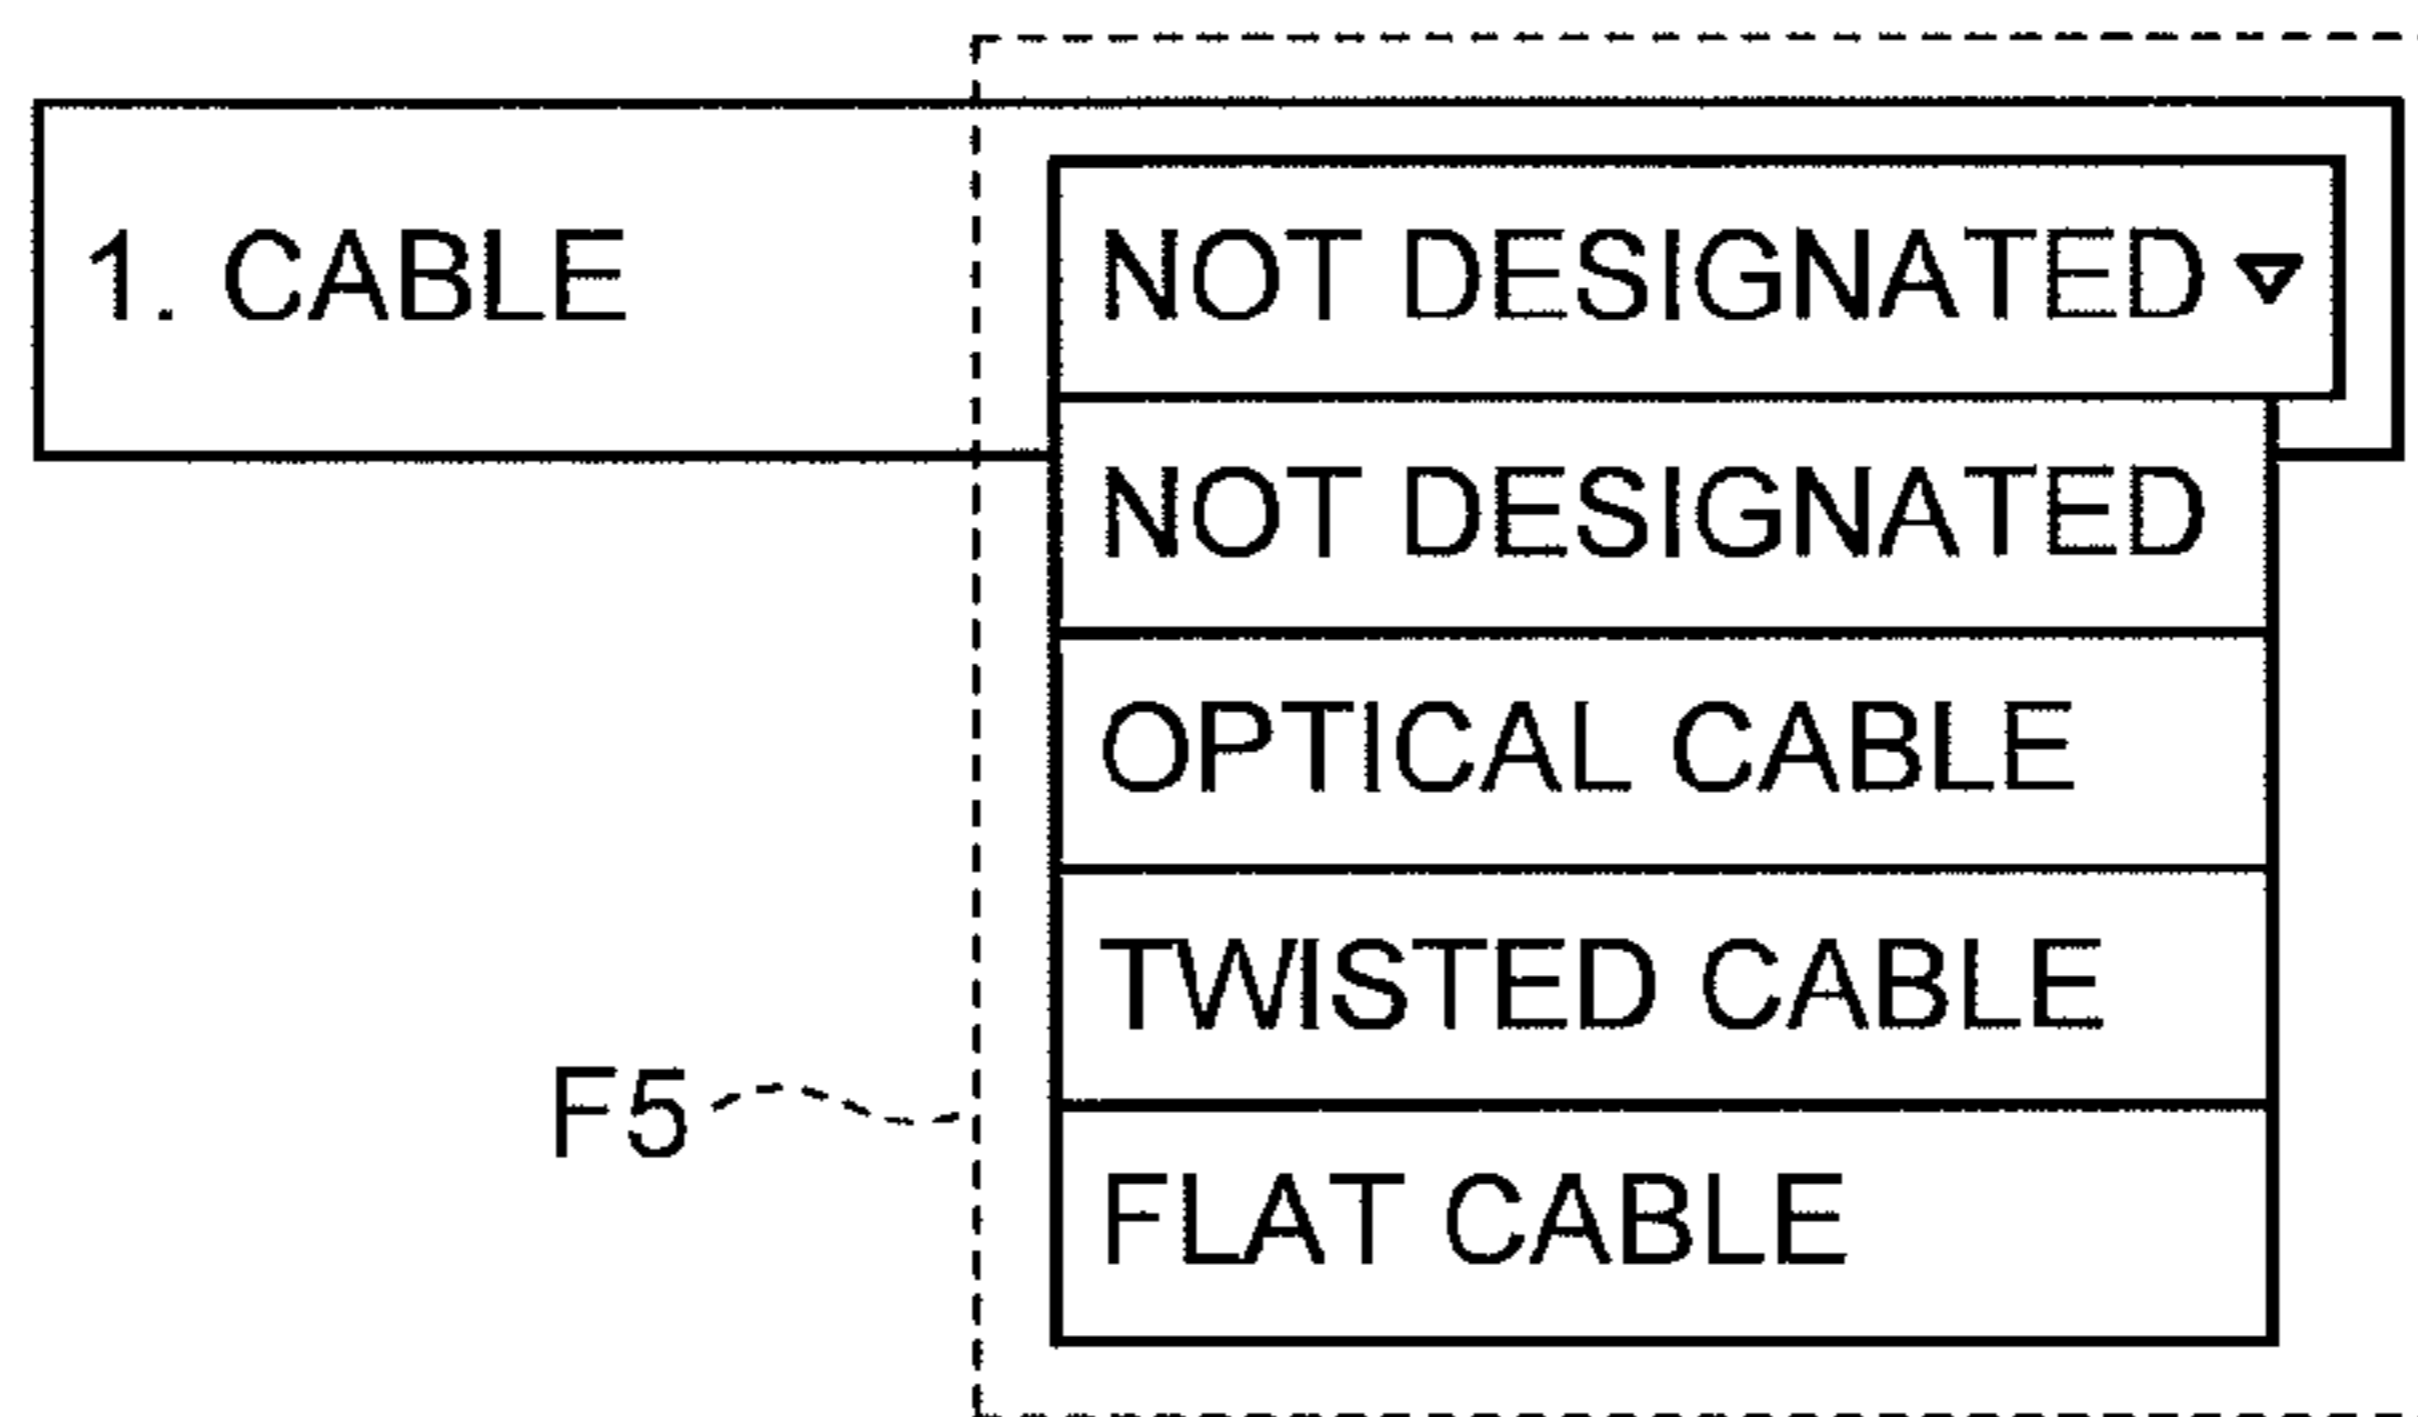 1. CABLE NOT DESIGNATED ▽
NOT DESIGNATED
OPTICAL CABLE
TWISTED CABLE
F5
FLAT CABLE